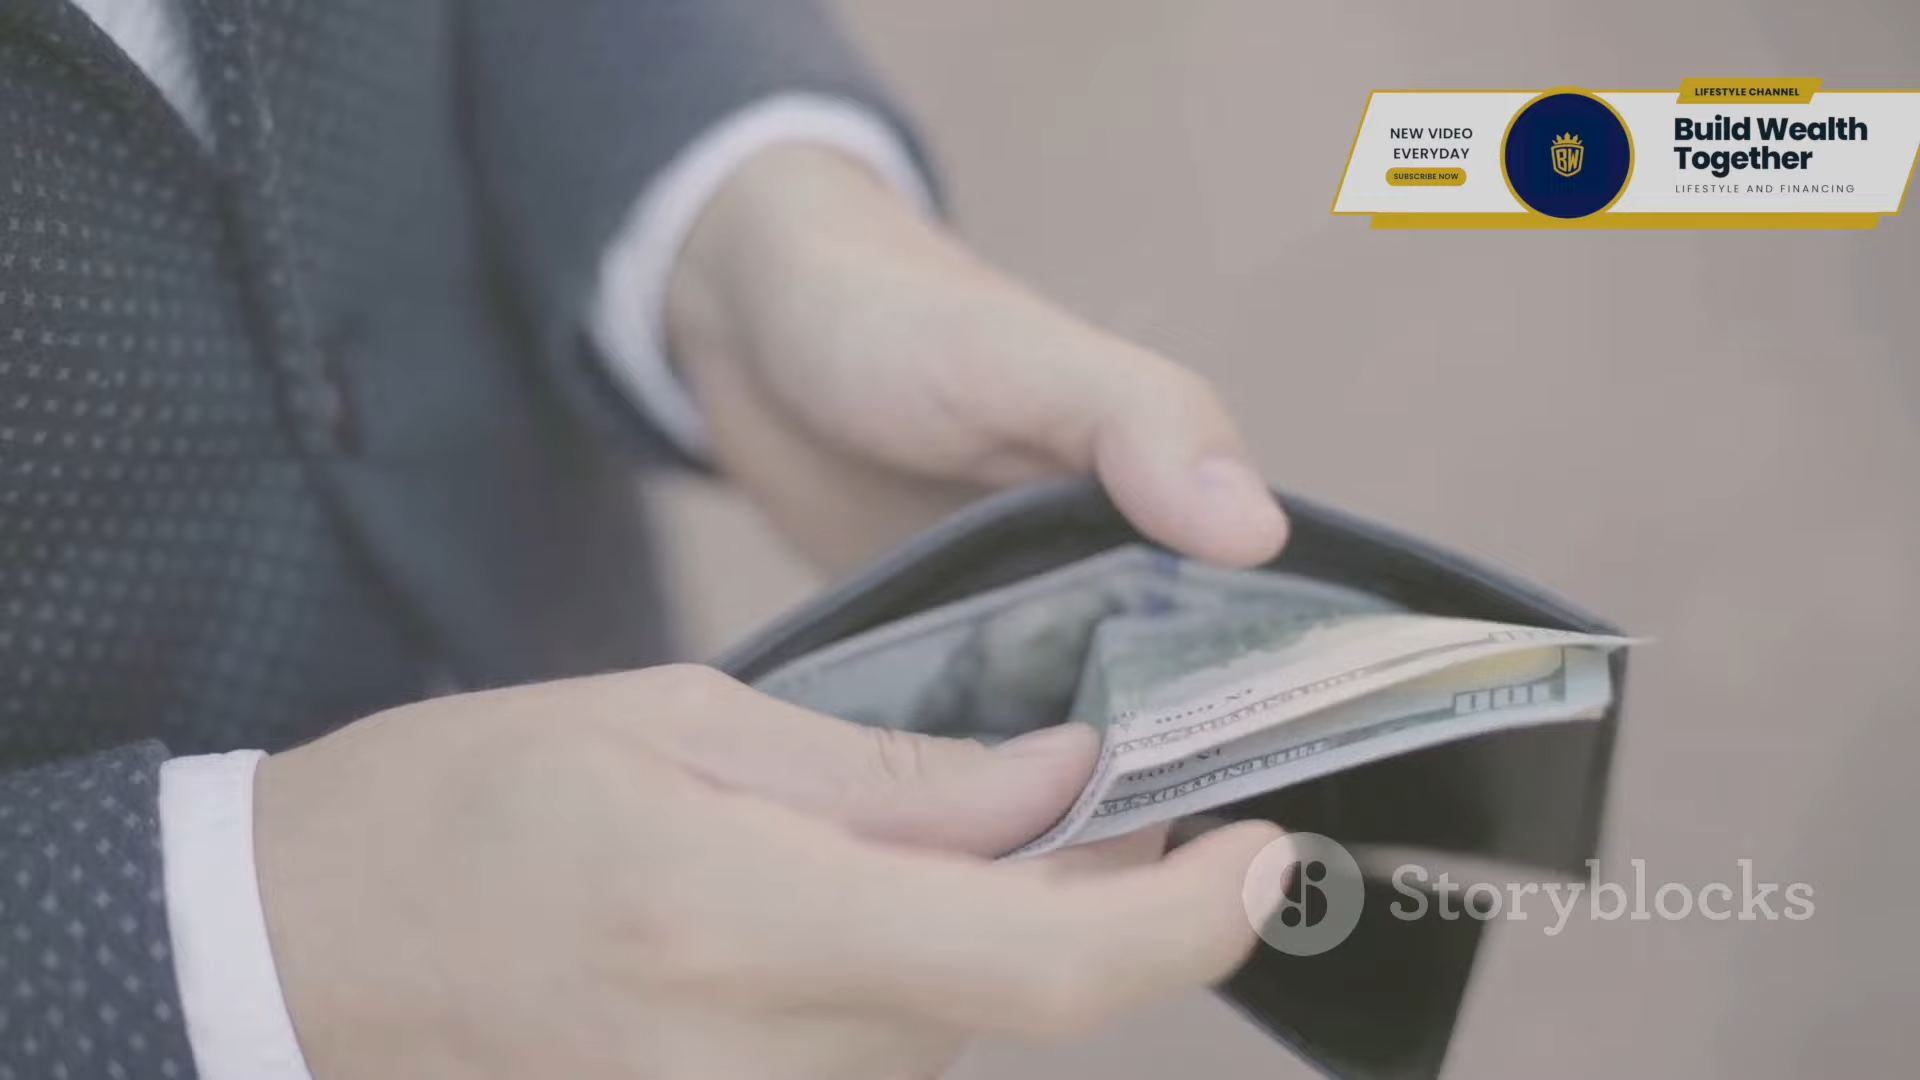 LIFESTYLE CHANNEL
NEW VIDEO
EVERYDAY
SUBSCRIBE NOW
BW
Build Wealth
Together
LIFESTYLE AND FINANCING
Storyblocks